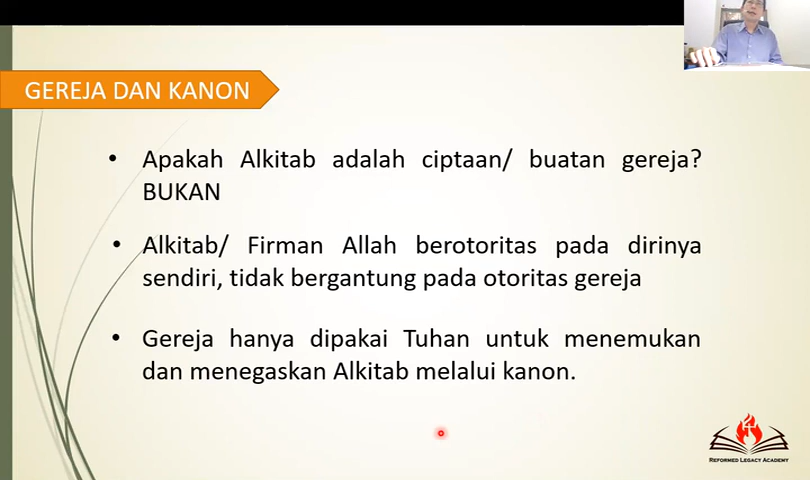 GEREJA DAN KANON
• Apakah Alkitab adalah ciptaan/ buatan gereja?
BUKAN
• Alkitab/ Firman Allah berotoritas pada dirinya
sendiri, tidak bergantung pada otoritas gereja
• Gereja hanya dipakai Tuhan untuk menemukan
dan menegaskan Alkitab melalui kanon.
REFORMED LEGACY ACADEMY